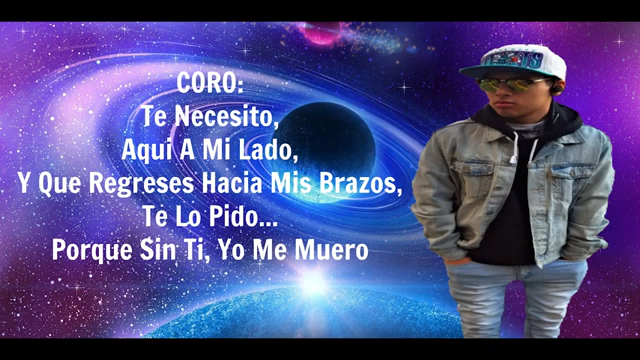 CORO:
Te Necesito,
Aqui A Mi Lado,
Y Que Regreses Hacia Mis Brazos,
Te Lo Pido...
Porque Sin Ti, Yo Me Muero